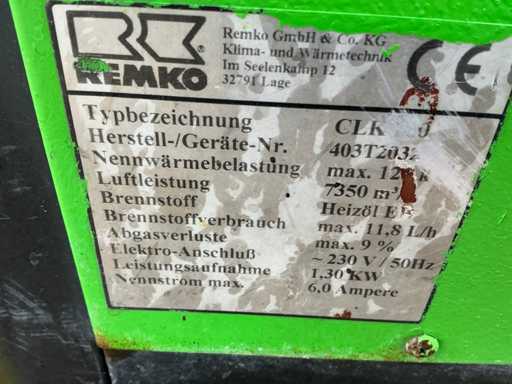 REMKO ®
Remko GmbH & Co. KG
Klima- und Wärmetechnik
Im Seelenkamp 12
32791 Lage
CE
Typbezeichnung CLK
Herstell-/Geräte-Nr.
Nennwärmebelastung max.
Luftleistung 7350
Brennstoff Heizöl
Brennstoffverbrauch max. 11,8 L/h
Abgasverluste max. 9 %
Elektro-Anschluß ~ 230 V / 50Hz
Leistungsaufnahme 1,30 KW
Nennstrom max. 6,0 Ampere